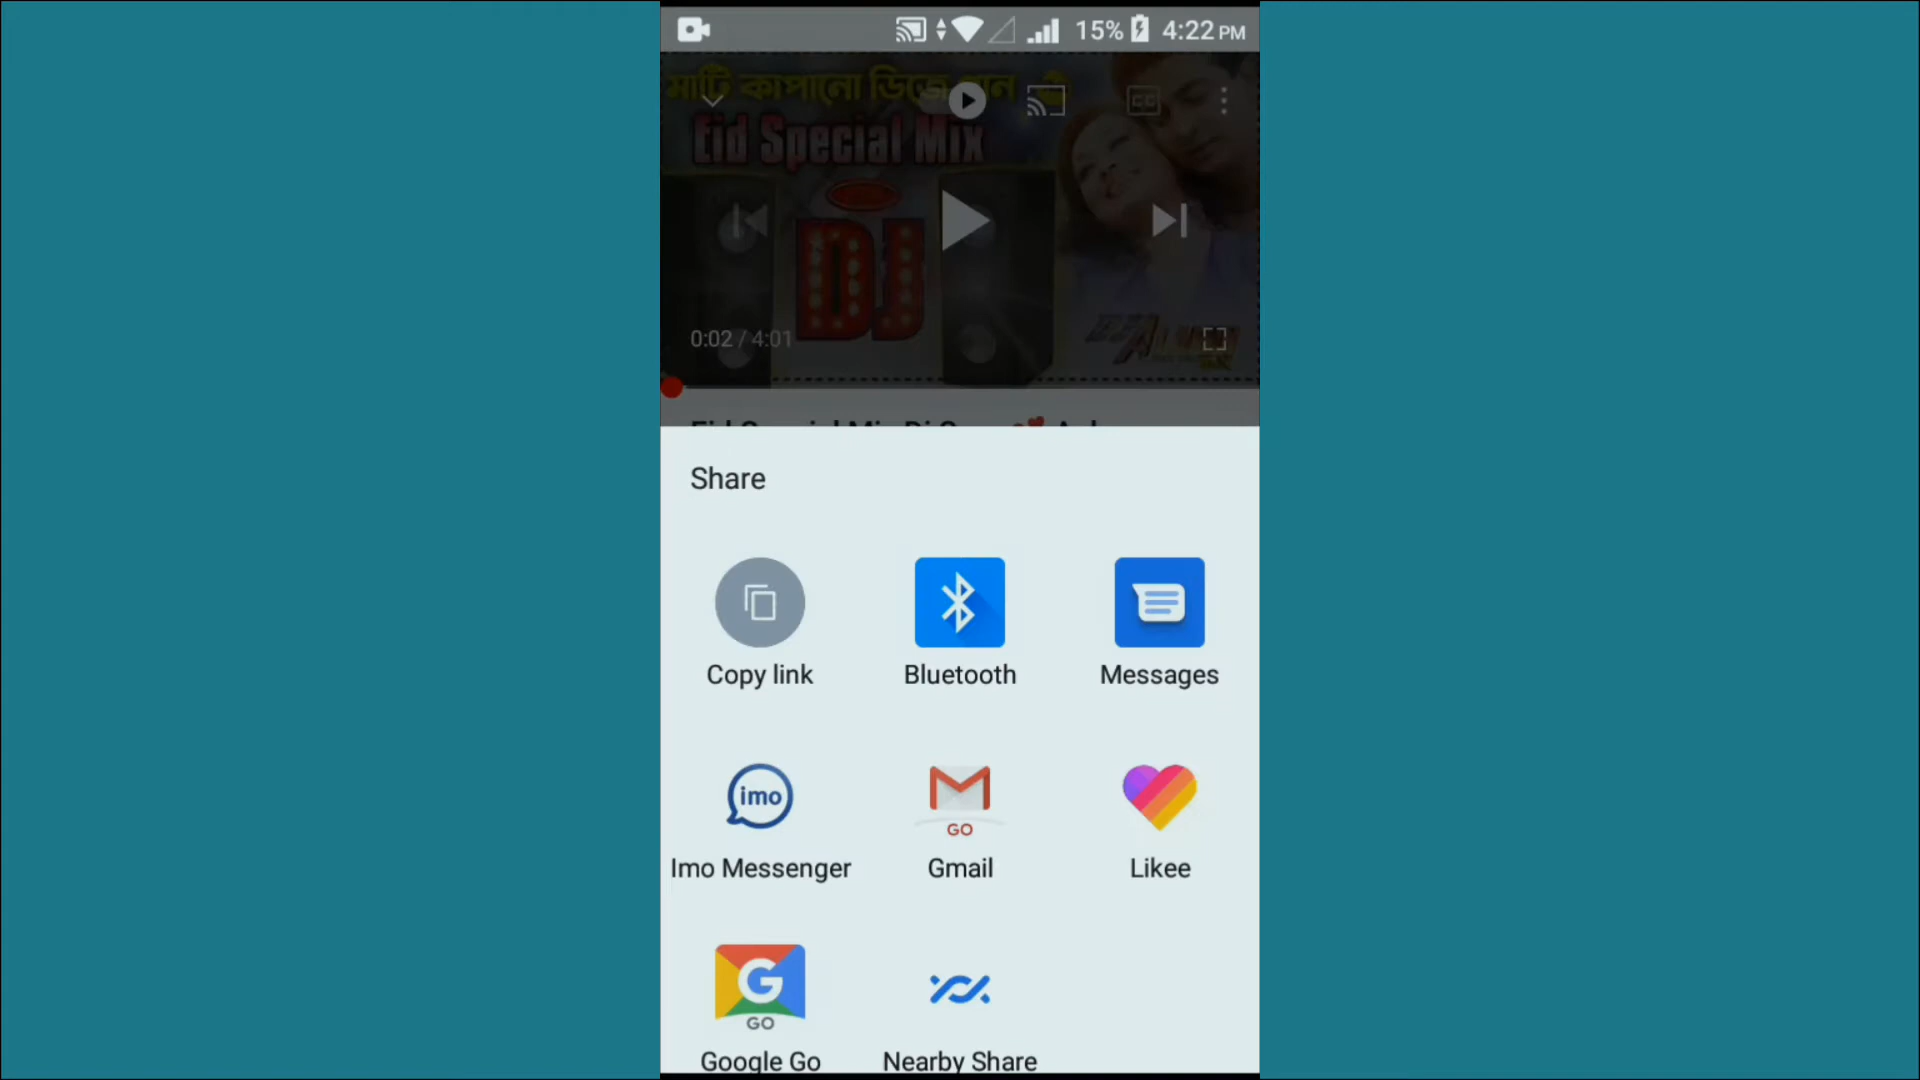 15% 4:22 PM
মাটি কাপানো ডিজে গান
CC
Eid Special Mix
DJ
0:02 / 4:01
Share
Copy link
Bluetooth
Messages
imo
GO
Imo Messenger
Gmail
Likee
G
GO
Google Go
Nearby Share